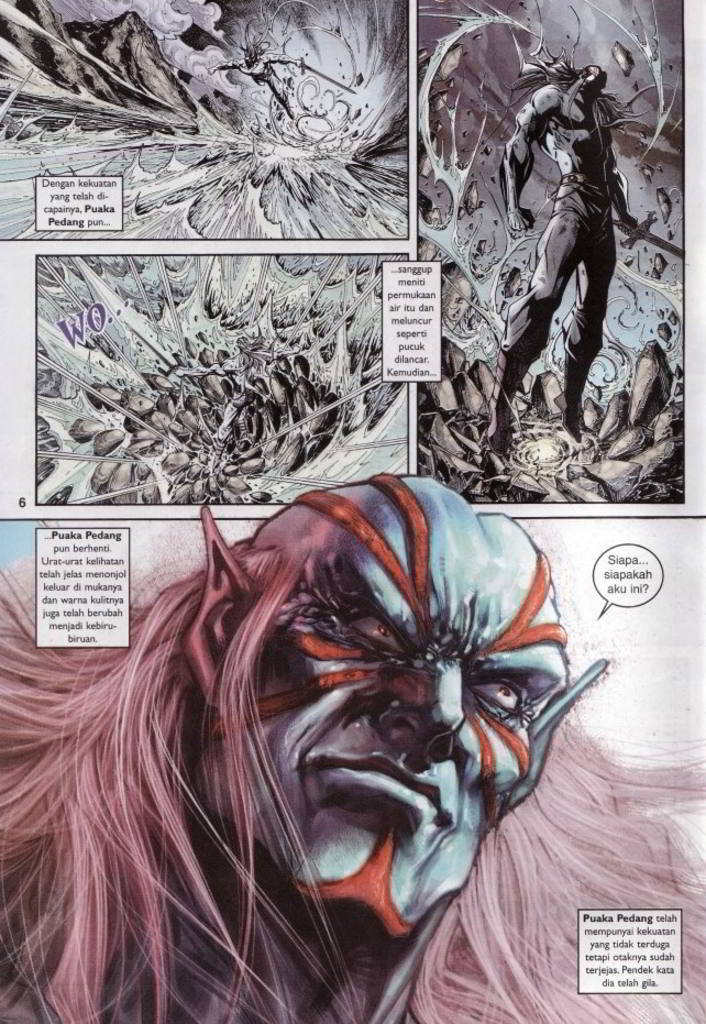 Dengan kekuatan
yang telah di-
capainya, Puaka
Pedang pun...
...sanggup
meniti
permukaan
air itu dan
meluncur
seperti
pucuk
dilancar.
Kemudian...
WO...
6
...Puaka Pedang
pun berhenti.
Urat-urat kelihatan
telah jelas menonjol
keluar di mukanya
dan warna kulitnya
juga telah berubah
menjadi kebiru-
biruan.
Siapa...
siapakah
aku ini?
Puaka Pedang telah
mempunyai kekuatan
yang tidak terduga
tetapi otaknya sudah
terjejas. Pendek kata
dia telah gila.